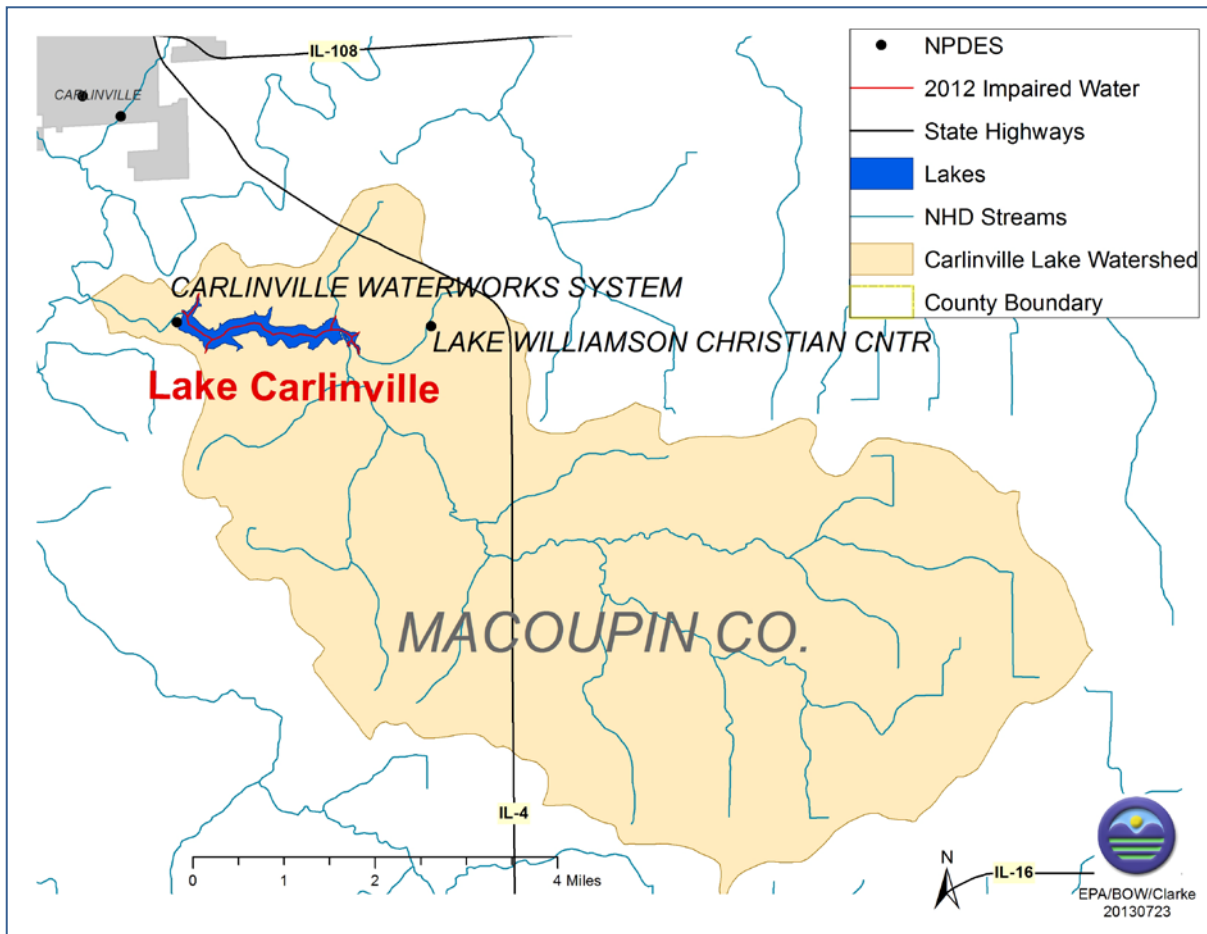 IL-108
CARLINVILLE
NPDES
2012 Impaired Water
State Highways
Lakes
NHD Streams
Carlinville Lake Watershed
County Boundary
CARLINVILLE WATERWORKS SYSTEM
LAKE WILLIAMSON CHRISTIAN CNTR
Lake Carlinville
MACOUPIN CO.
IL-4
0 1 2 4 Miles
N
IL-16
EPA/BOW/Clarke
20130723